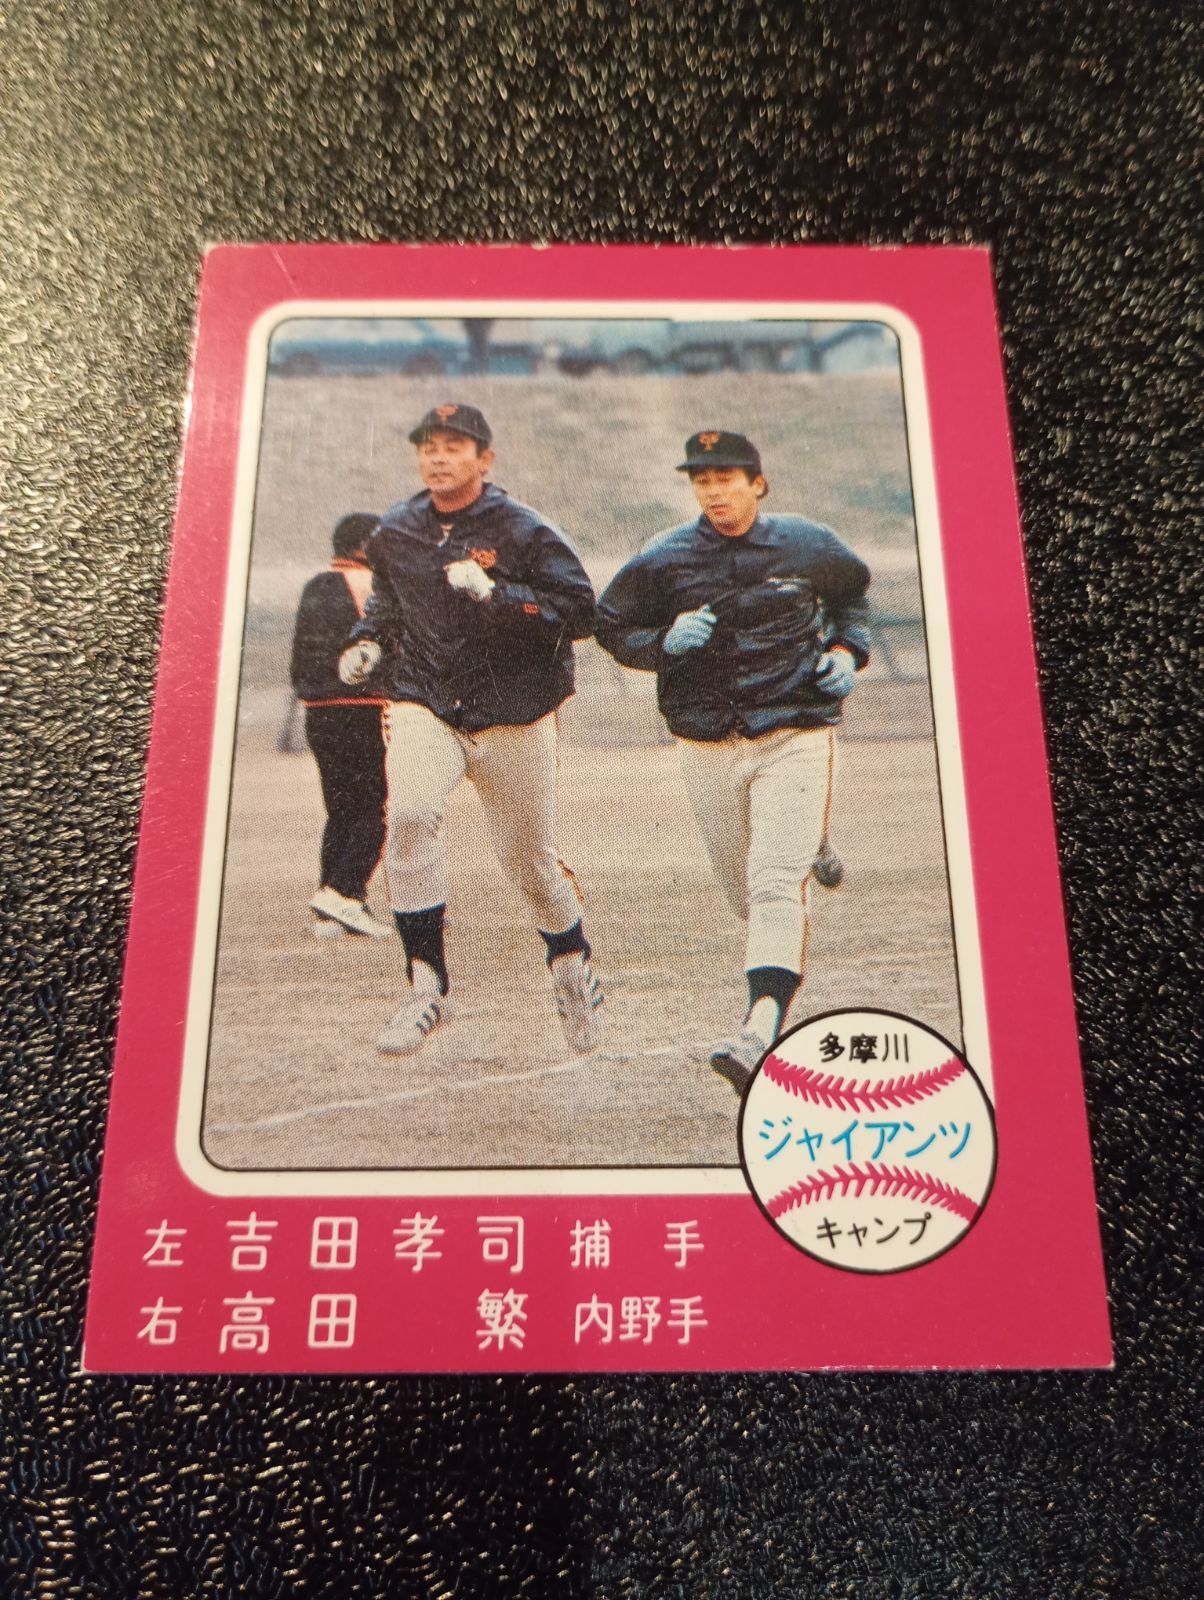 多摩川
ジャイアンツ
キャンプ
左 吉田孝司 捕手
右 高田 繁 内野手